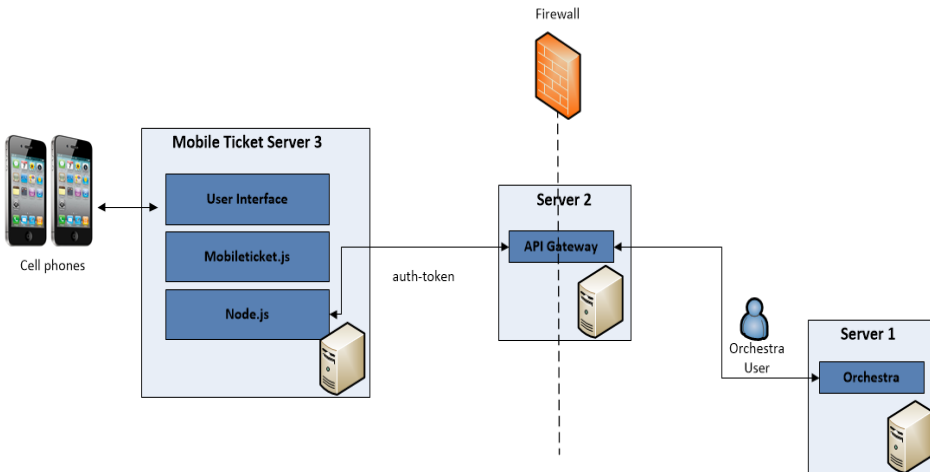 Firewall
Mobile Ticket Server 3
User Interface
Mobileticket.js
Node.js
Cell phones
auth-token
Server 2
API Gateway
Orchestra
User
Server 1
Orchestra